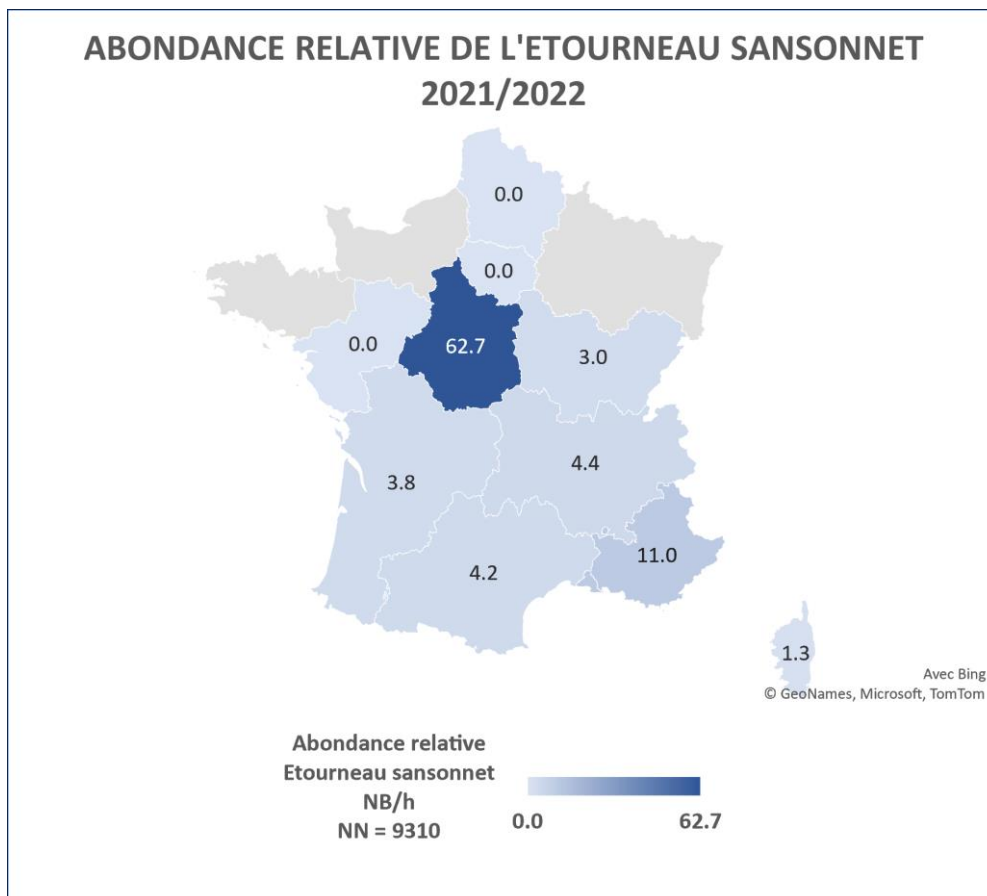 ABONDANCE RELATIVE DE L'ETOURNEAU SANSONNET
2021/2022
0.0
0.0
0.0
62.7
3.0
3.8
4.4
4.2
11.0
1.3
Avec Bing
© GeoNames, Microsoft, TomTom
Abondance relative
Etourneau sansonnet
NB/h
NN = 9310
0.0
62.7